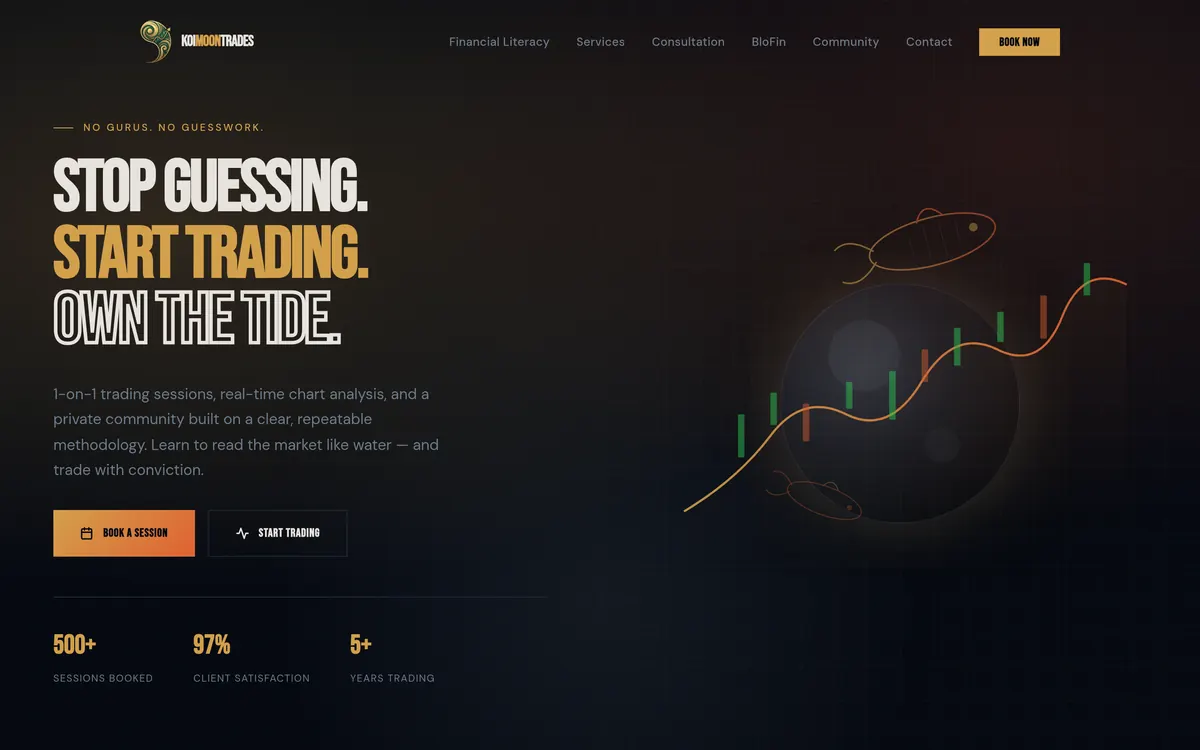 KOIMOONTRADES
Financial Literacy
Services
Consultation
BloFin
Community
Contact
BOOK NOW
NO GURUS. NO GUESSWORK.
STOP GUESSING.
START TRADING.
OWN THE TIDE.
1-on-1 trading sessions, real-time chart analysis, and a
private community built on a clear, repeatable
methodology. Learn to read the market like water — and
trade with conviction.
BOOK A SESSION
START TRADING
500+
SESSIONS BOOKED
97%
CLIENT SATISFACTION
5+
YEARS TRADING